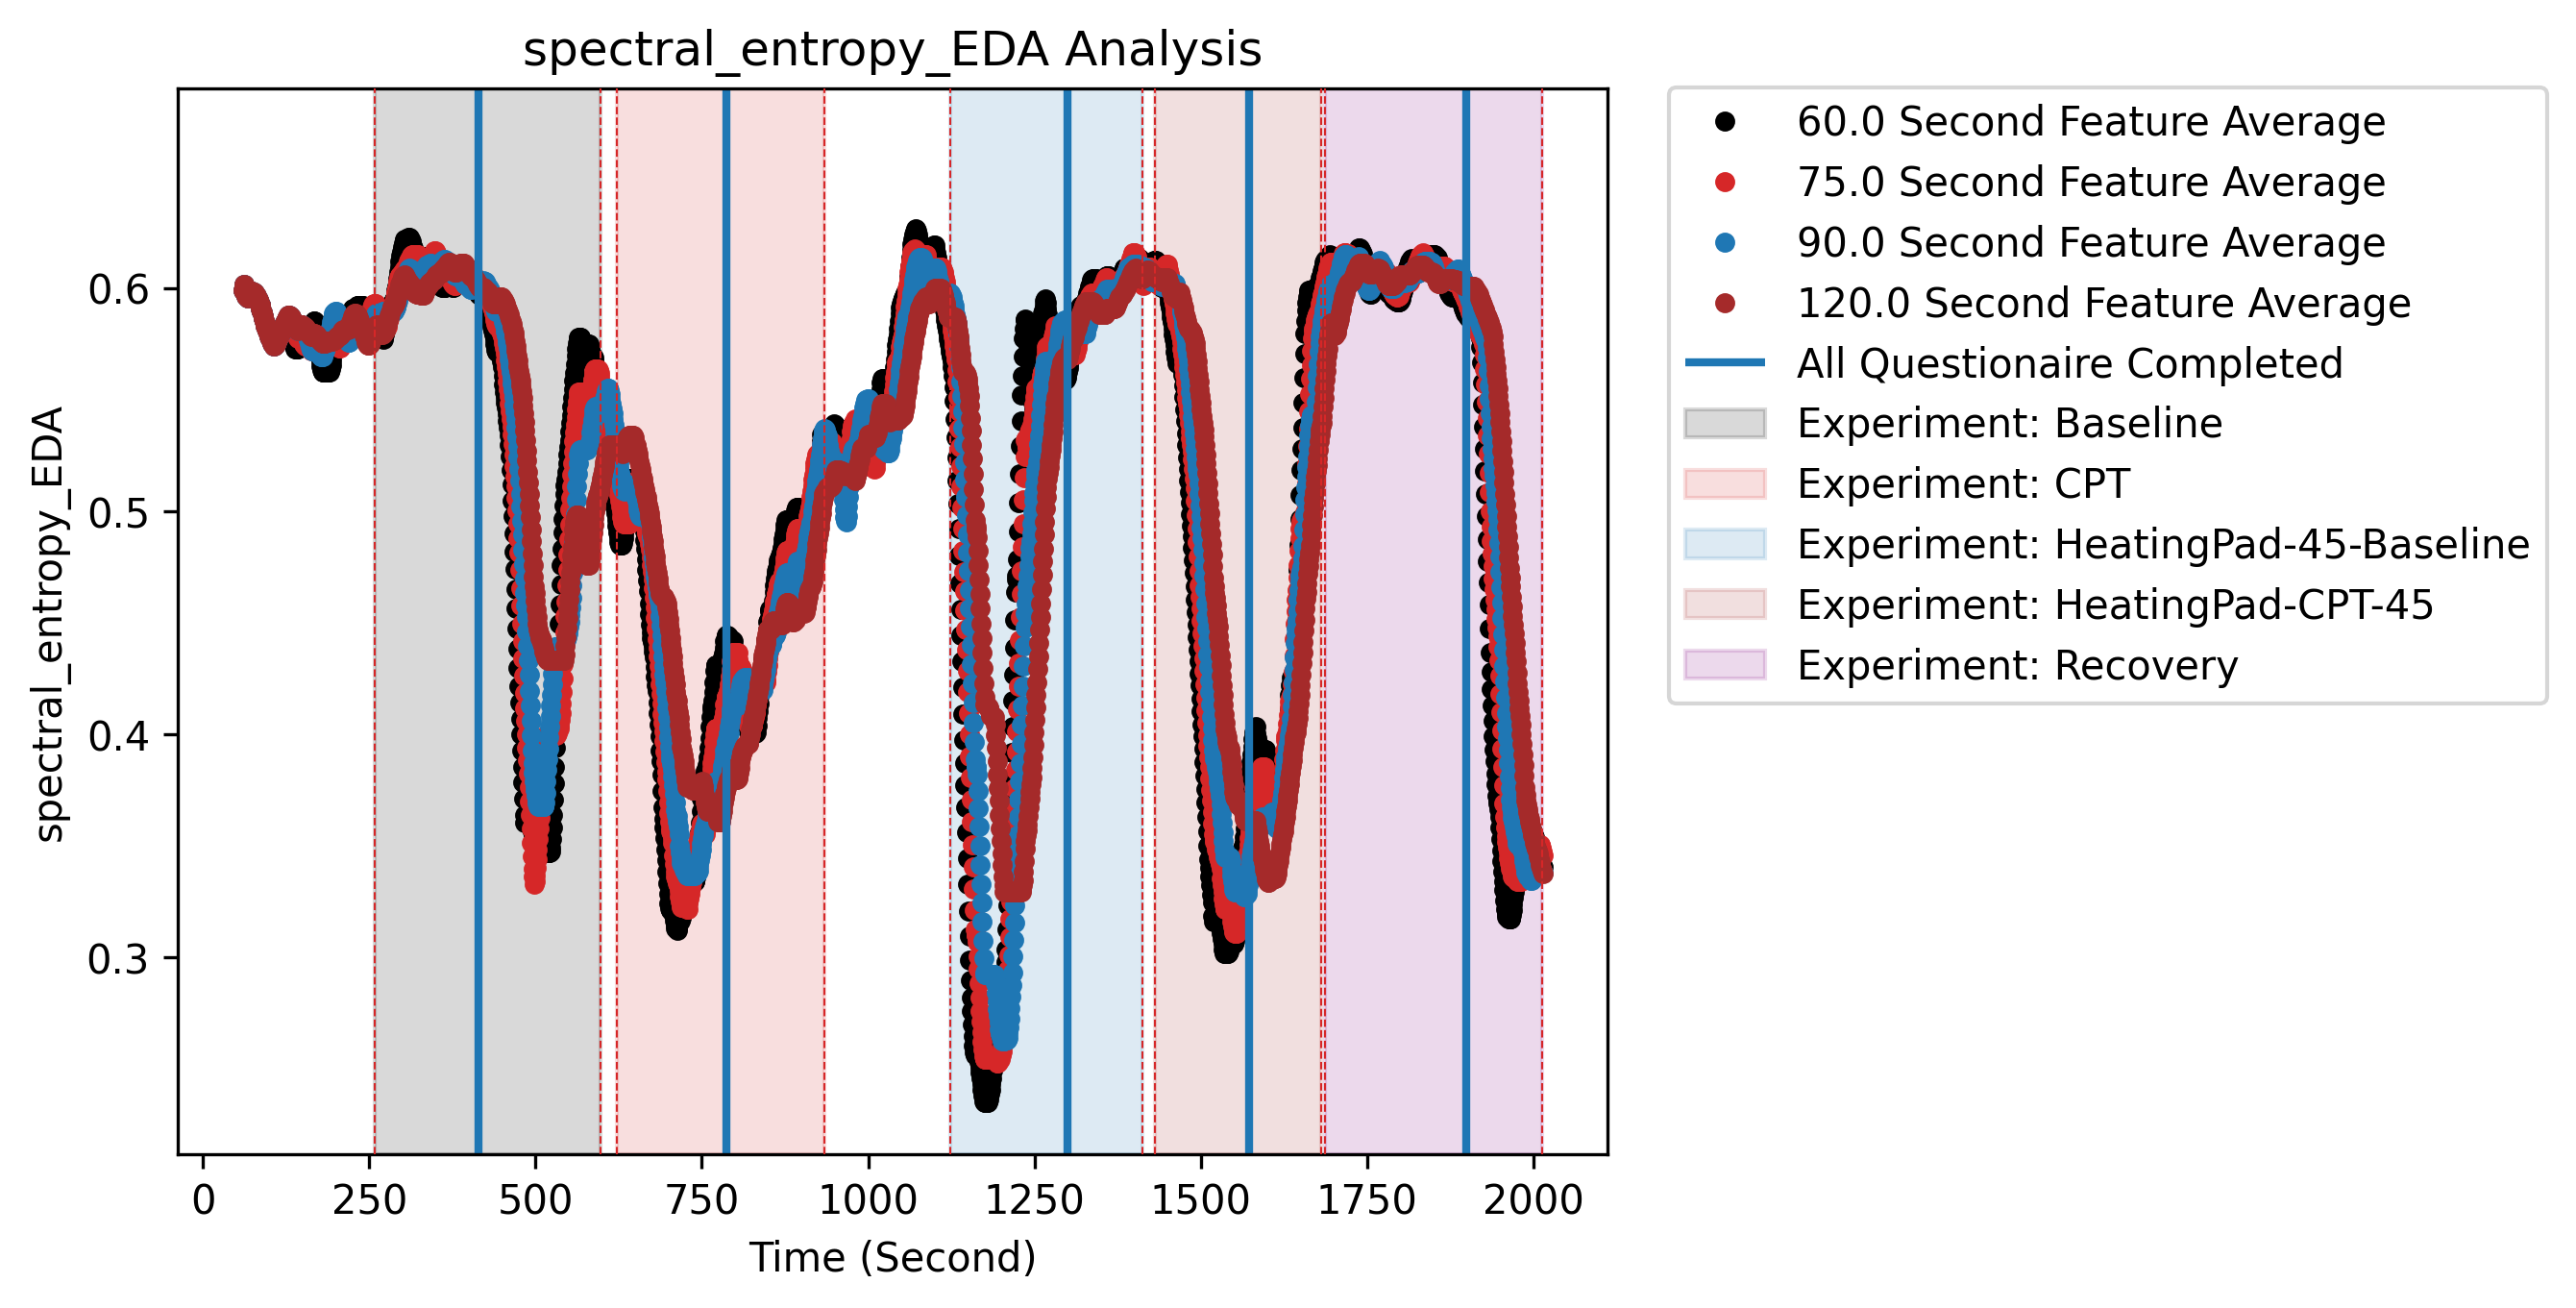 spectral_entropy_EDA Analysis
spectral_entropy_EDA
0.6
0.5
0.4
0.3
0 250 500 750 1000 1250 1500 1750 2000
Time (Second)
60.0 Second Feature Average
75.0 Second Feature Average
90.0 Second Feature Average
120.0 Second Feature Average
All Questionaire Completed
Experiment: Baseline
Experiment: CPT
Experiment: HeatingPad-45-Baseline
Experiment: HeatingPad-CPT-45
Experiment: Recovery